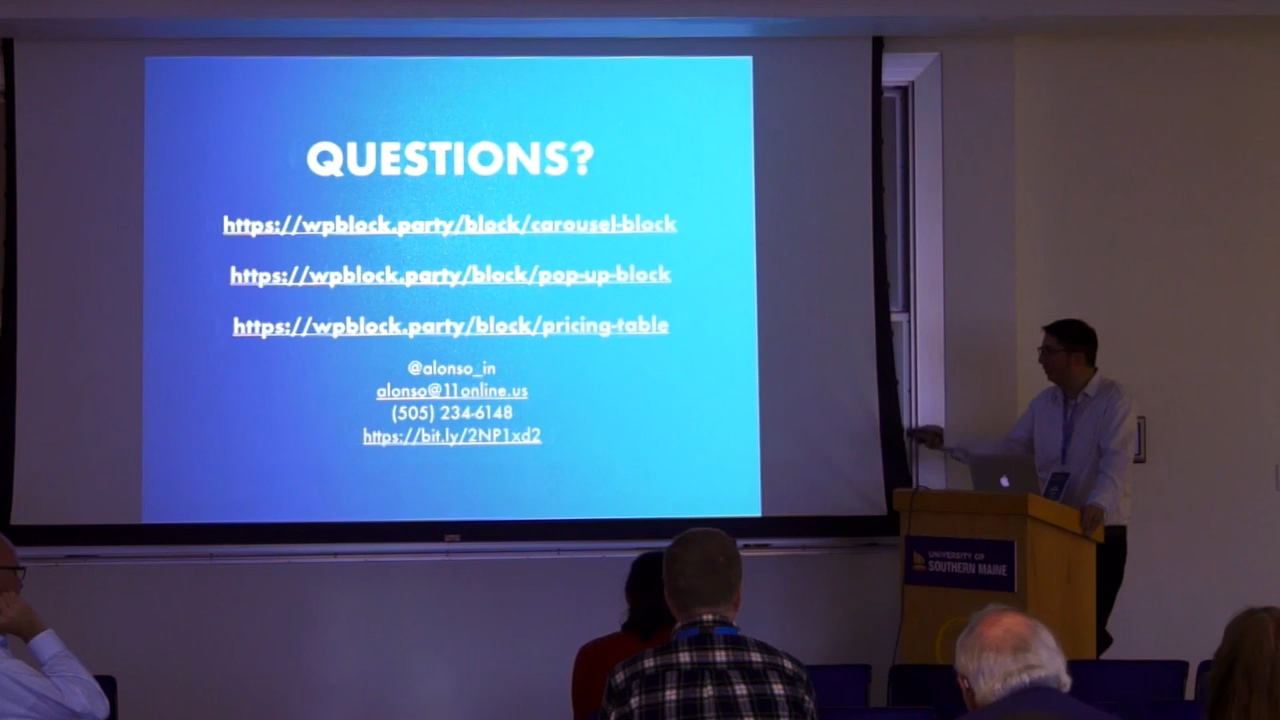 QUESTIONS?
https://wpblock.party/block/carousel-block
https://wpblock.party/block/pop-up-block
https://wpblock.party/block/pricing-table
@alonso_in
alonso@11online.us
(505) 234-6148
https://bit.ly/2NP1xd2
UNIVERSITY OF
SOUTHERN MAINE